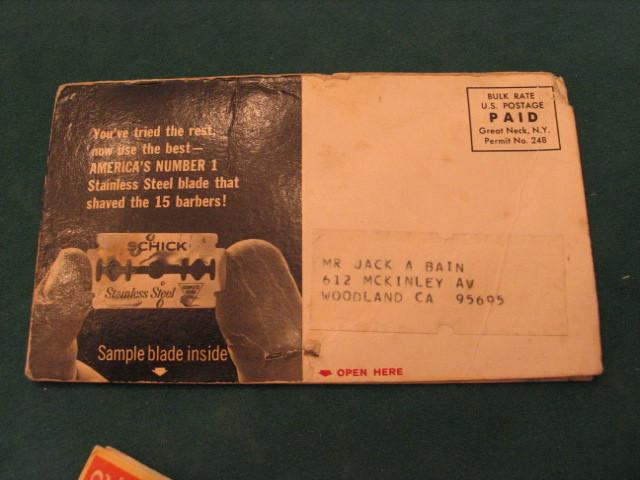 You've tried the rest,
now use the best—
AMERICA'S NUMBER 1
Stainless Steel blade that
shaved the 15 barbers!
SCHICK
Stainless Steel
Sample blade inside
BULK RATE
U.S. POSTAGE
PAID
Great Neck, N.Y.
Permit No. 248
MR JACK A BAIN
612 MCKINLEY AV
WOODLAND CA 95695
OPEN HERE